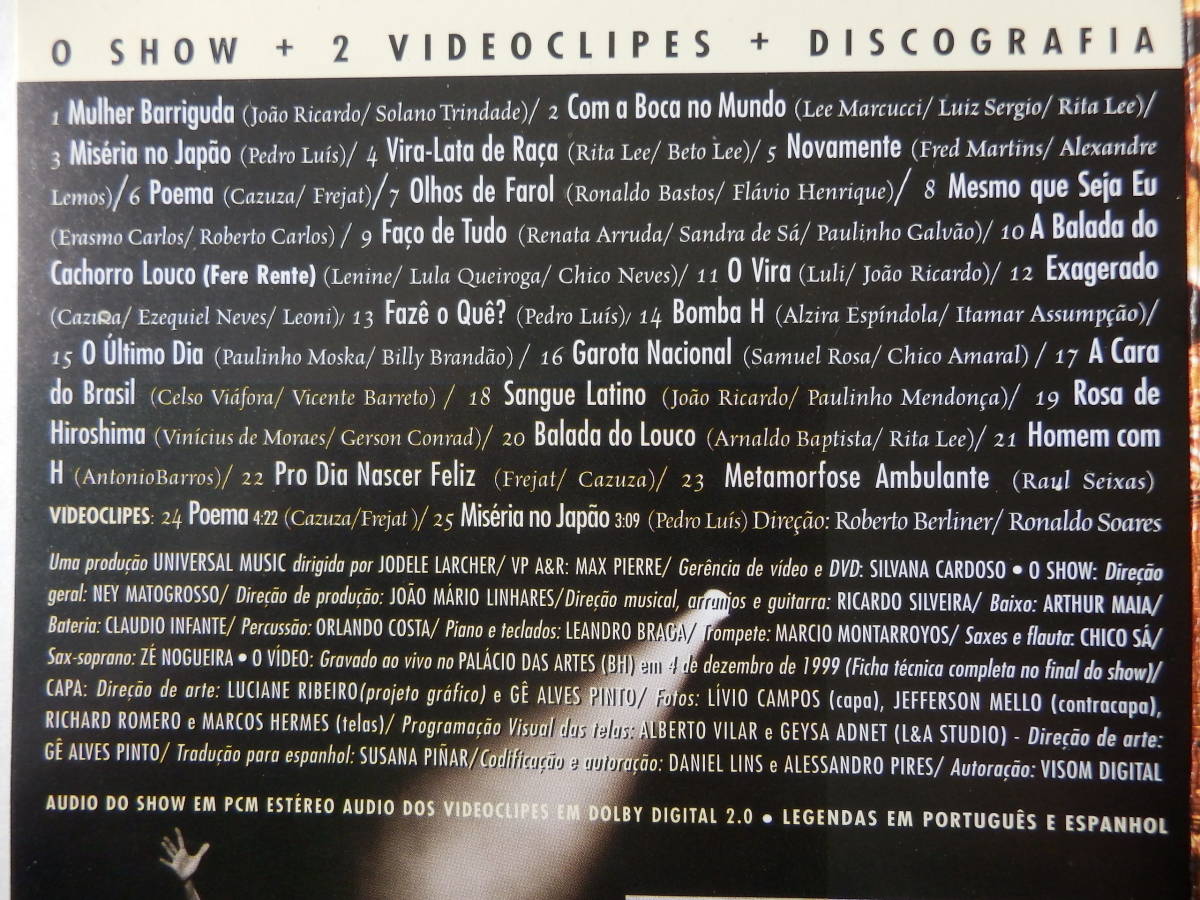 O SHOW + 2 VIDEOCLIPES + DISCOGRAFIA
1 Mulher Barriguda (João Ricardo/ Solano Trindade)/ 2 Com a Boca no Mundo (Lee Marcucci/ Luiz Sergio/ Rita Lee)/
3 Miséria no Japão (Pedro Luís)/ 4 Vira-Lata de Raça (Rita Lee/ Beto Lee)/ 5 Novamente (Fred Martins/ Alexandre
Lemos)/6 Poema (Cazuza/ Frejat)/7 Olhos de Farol (Ronaldo Bastos/ Flávio Henrique)/ 8 Mesmo que Seja Eu
(Erasmo Carlos/ Roberto Carlos) / 9 Faço de Tudo (Renata Arruda/ Sandra de Sá/ Paulinho Galvão)/ 10 A Balada do
Cachorro Louco (Fere Rente) (Lenine/ Lula Queiroga/ Chico Neves)/ 11 O Vira (Luli/ João Ricardo)/ 12 Exagerado
(Cazuza/ Ezequiel Neves/ Leoni)/ 13 Fazê o Quê? (Pedro Luís)/ 14 Bomba H (Alzira Espíndola/ Itamar Assumpção)/
15 O Último Dia (Paulinho Moska/ Billy Brandão) / 16 Garota Nacional (Samuel Rosa/ Chico Amaral) / 17 A Cara
do Brasil (Celso Viáfora/ Vicente Barreto) / 18 Sangue Latino (João Ricardo/ Paulinho Mendonça)/ 19 Rosa de
Hiroshima (Vinícius de Moraes/ Gerson Conrad)/ 20 Balada do Louco (Arnaldo Baptista/ Rita Lee)/ 21 Homem com
H (AntonioBarros)/ 22 Pro Dia Nascer Feliz (Frejat/ Cazuza)/ 23 Metamorfose Ambulante (Raul Seixas)
VIDEOCLIPES: 24 Poema 4:22 (Cazuza/Frejat )/ 25 Miséria no Japão 3:09 (Pedro Luís) Direção: Roberto Berliner/ Ronaldo Soares
Uma produção UNIVERSAL MUSIC dirigida por JODELE LARCHER/ VP A&R: MAX PIERRE/ Gerência de vídeo e DVD: SILVANA CARDOSO • O SHOW: Direção
geral: NEY MATOGROSSO/ Direção de produção: JOÃO MÁRIO LINHARES/Direção musical, arranjos e guitarra: RICARDO SILVEIRA/ Baixo: ARTHUR MAIA/
Bateria: CLAUDIO INFANTE/ Percussão: ORLANDO COSTA/ Piano e teclados: LEANDRO BRAGA/ Trompete: MARCIO MONTARROYOS/ Saxes e flauta: CHICO SÁ/
Sax-soprano: ZÉ NOGUEIRA • O VÍDEO: Gravado ao vivo no PALÁCIO DAS ARTES (BH) em 4 de dezembro de 1999 (Ficha técnica completa no final do show)/
CAPA: Direção de arte: LUCIANE RIBEIRO(projeto gráfico) e GÊ ALVES PINTO/ Fotos: LÍVIO CAMPOS (capa), JEFFERSON MELLO (contracapa),
RICHARD ROMERO e MARCOS HERMES (telas)/ Programação Visual das telas: ALBERTO VILAR e GEYSA ADNET (L&A STUDIO) - Direção de arte:
GÊ ALVES PINTO/ Tradução para espanhol: SUSANA PIÑAR/Codificação e autoração: DANIEL LINS e ALESSANDRO PIRES/ Autoração: VISOM DIGITAL
AUDIO DO SHOW EM PCM ESTÉREO AUDIO DOS VIDEOCLIPES EM DOLBY DIGITAL 2.0 • LEGENDAS EM PORTUGUÊS E ESPANHOL